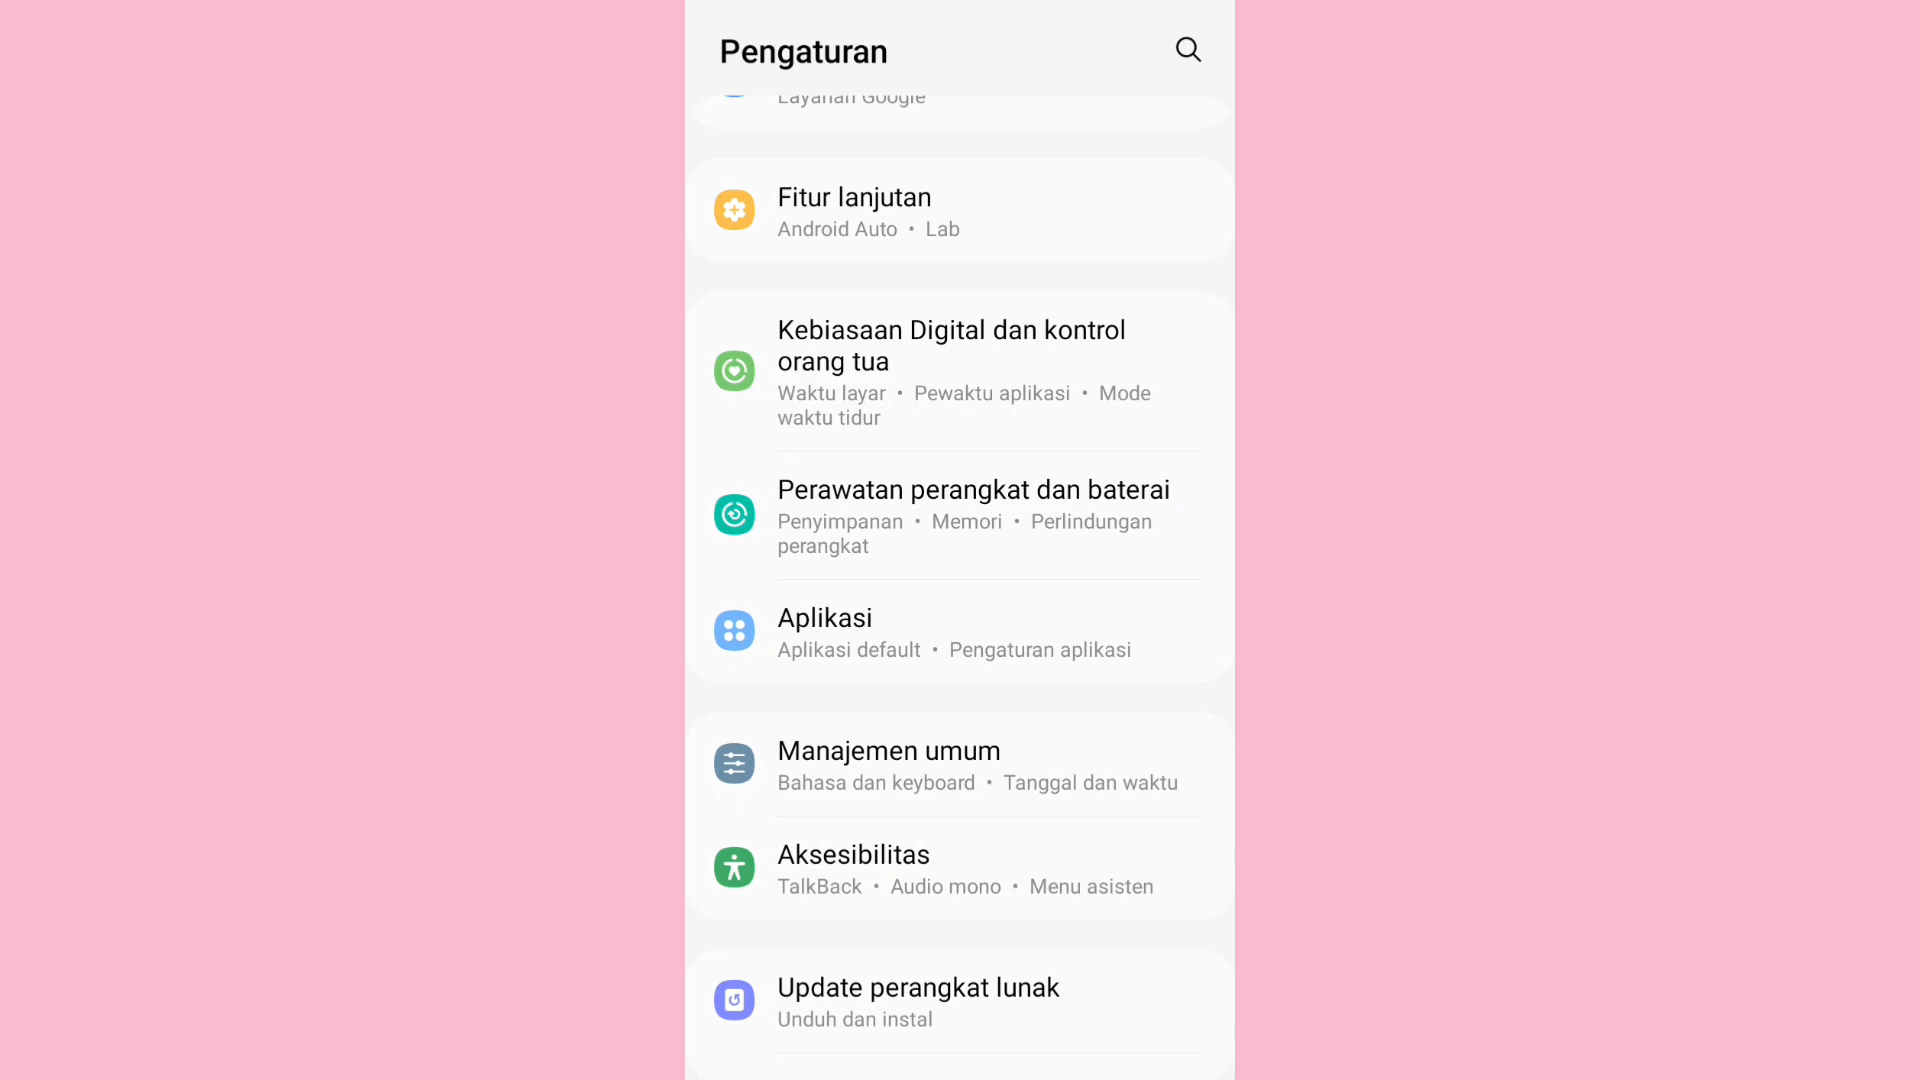 Pengaturan
Layanan Google
Fitur lanjutan
Android Auto • Lab
Kebiasaan Digital dan kontrol
orang tua
Waktu layar • Pewaktu aplikasi • Mode
waktu tidur
Perawatan perangkat dan baterai
Penyimpanan • Memori • Perlindungan
perangkat
Aplikasi
Aplikasi default • Pengaturan aplikasi
Manajemen umum
Bahasa dan keyboard • Tanggal dan waktu
Aksesibilitas
TalkBack • Audio mono • Menu asisten
Update perangkat lunak
Unduh dan instal